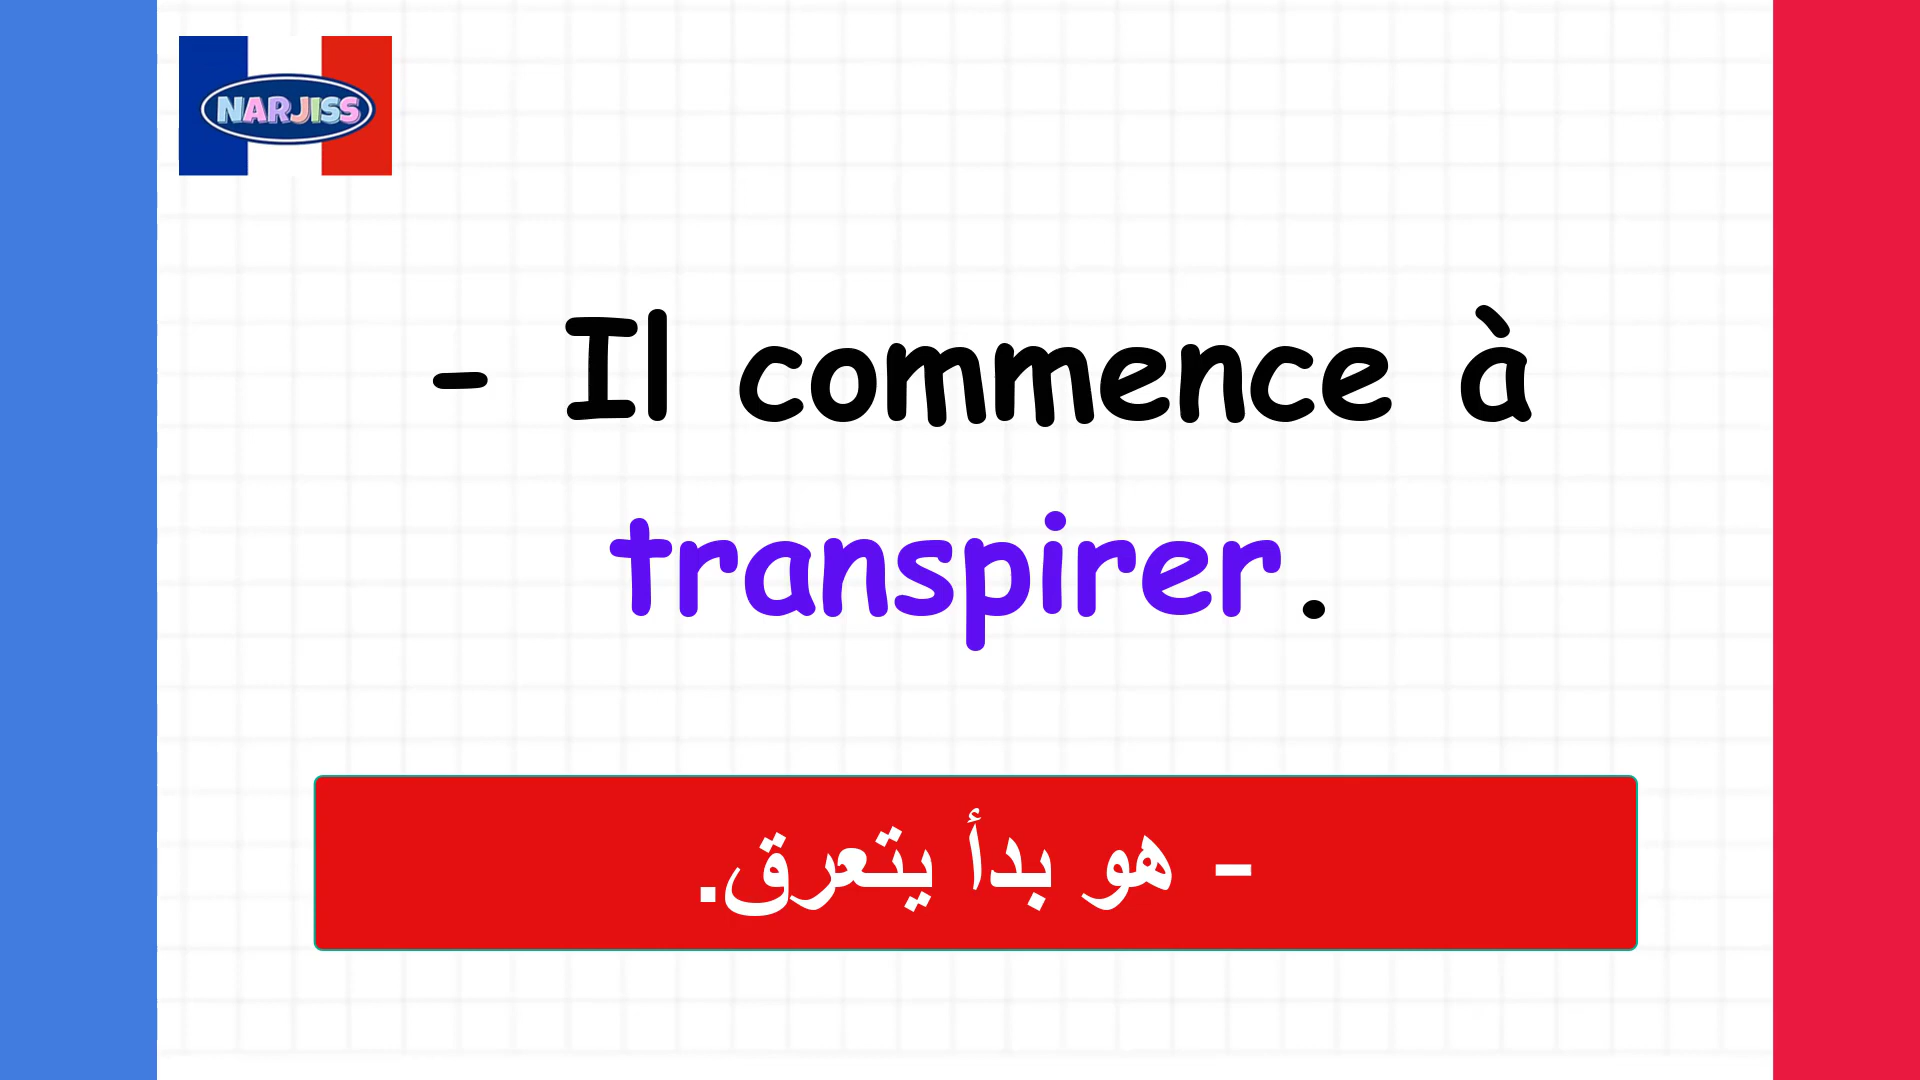 NARJISS
- Il commence à
transpirer.
- هو بدأ يتعرق.